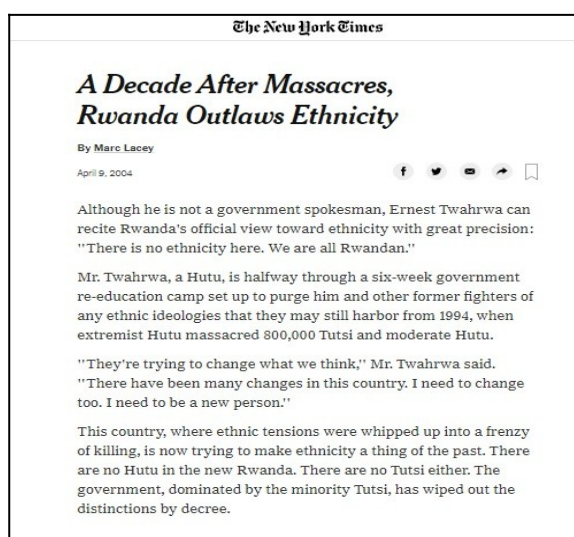 The New York Times
A Decade After Massacres,
Rwanda Outlaws Ethnicity
By Marc Lacey
April 9, 2004
Although he is not a government spokesman, Ernest Twahrwa can
recite Rwanda's official view toward ethnicity with great precision:
''There is no ethnicity here. We are all Rwandan.''
Mr. Twahrwa, a Hutu, is halfway through a six-week government
re-education camp set up to purge him and other former fighters of
any ethnic ideologies that they may still harbor from 1994, when
extremist Hutu massacred 800,000 Tutsi and moderate Hutu.
''They're trying to change what we think,'' Mr. Twahrwa said.
''There have been many changes in this country. I need to change
too. I need to be a new person.''
This country, where ethnic tensions were whipped up into a frenzy
of killing, is now trying to make ethnicity a thing of the past. There
are no Hutu in the new Rwanda. There are no Tutsi either. The
government, dominated by the minority Tutsi, has wiped out the
distinctions by decree.